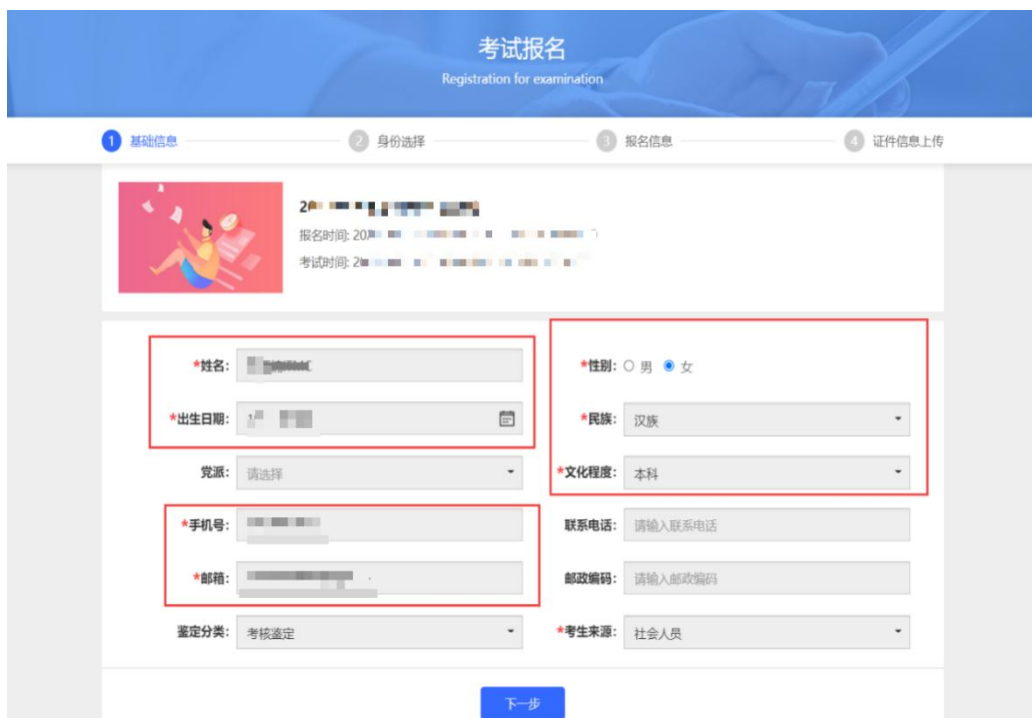 考试报名
Registration for examination
1 基础信息 2 身份选择 3 报名信息 4 证件信息上传
报名时间: 20
考试时间: 2
*姓名: *性别: 男 女
*出生日期: *民族: 汉族
党派: 请选择 *文化程度: 本科
*手机号: 联系电话: 请输入联系电话
*邮箱: 邮政编码: 请输入邮政编码
鉴定分类: 考核鉴定 *考生来源: 社会人员
下一步